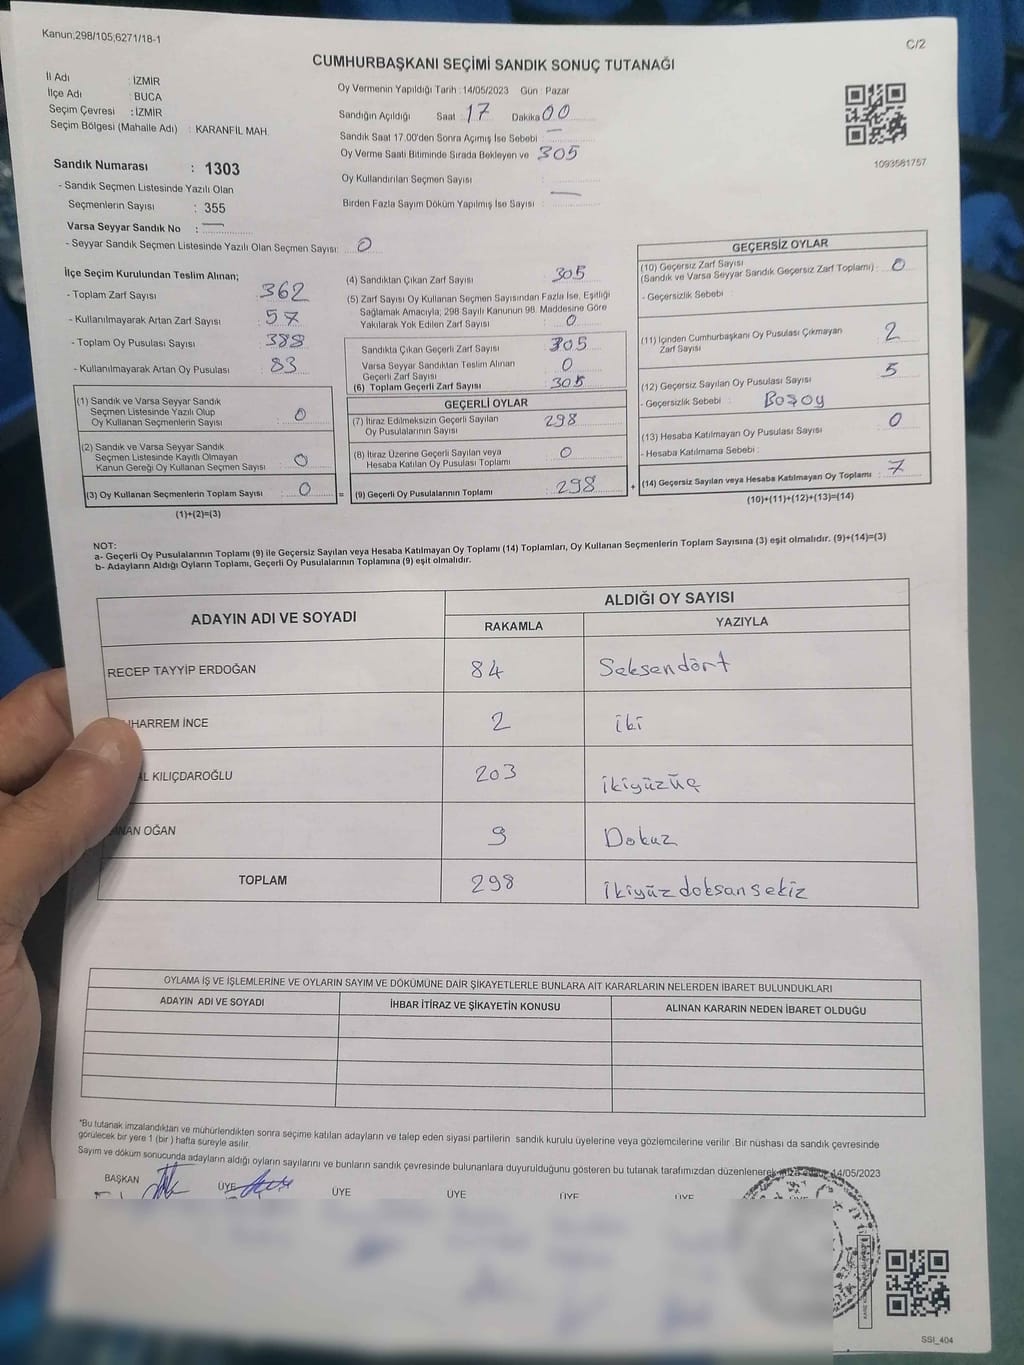 Kanun;298/105;6271/18-1
C/2
CUMHURBAŞKANI SEÇİMİ SANDIK SONUÇ TUTANAĞI
İl Adı : İZMİR
İlçe Adı : BUCA
Seçim Çevresi : İZMİR
Seçim Bölgesi (Mahalle Adı) : KARANFİL MAH.
Oy Vermenin Yapıldığı Tarih : 14/05/2023 Gün : Pazar
Sandığın Açıldığı Saat : 17 Dakika 00
Sandık Saat 17.00'den Sonra Açımış İse Sebebi : —
Oy Verme Saati Bitiminde Sırada Bekleyen ve 305
Oy Kullandırılan Seçmen Sayısı :
Birden Fazla Sayım Döküm Yapılmış İse Sayısı : —
1093581757
Sandık Numarası : 1303
- Sandık Seçmen Listesinde Yazılı Olan
Seçmenlerin Sayısı : 355
Varsa Seyyar Sandık No : —
- Seyyar Sandık Seçmen Listesinde Yazılı Olan Seçmen Sayısı: 0
İlçe Seçim Kurulundan Teslim Alınan;
- Toplam Zarf Sayısı : 362
- Kullanılmayarak Artan Zarf Sayısı : 57
- Toplam Oy Pusulası Sayısı : 388
- Kullanılmayarak Artan Oy Pusulası : 83
(1) Sandık ve Varsa Seyyar Sandık
Seçmen Listesinde Yazılı Olup
Oy Kullanan Seçmenlerin Sayısı : 0
(2) Sandık ve Varsa Seyyar Sandık
Seçmen Listesinde Kayıtlı Olmayan
Kanun Gereği Oy Kullanan Seçmen Sayısı : 0
(3) Oy Kullanan Seçmenlerin Toplam Sayısı : 0
(1)+(2)=(3)
(4) Sandıktan Çıkan Zarf Sayısı : 305
(5) Zarf Sayısı Oy Kullanan Seçmen Sayısından Fazla İse, Eşitliği
Sağlamak Amacıyla; 298 Sayılı Kanunun 98. Maddesine Göre
Yakılarak Yok Edilen Zarf Sayısı : 0
Sandıkta Çıkan Geçerli Zarf Sayısı : 305
Varsa Seyyar Sandıktan Teslim Alınan
Geçerli Zarf Sayısı : 0
(6) Toplam Geçerli Zarf Sayısı : 305
GEÇERLİ OYLAR
(7) İtiraz Edilmeksizin Geçerli Sayılan
Oy Pusulalarının Sayısı : 298
(8) İtiraz Üzerine Geçerli Sayılan veya
Hesaba Katılan Oy Pusulası Toplamı : 0
= (9) Geçerli Oy Pusulalarının Toplamı : 298 +
GEÇERSİZ OYLAR
(10) Geçersiz Zarf Sayısı
(Sandık ve Varsa Seyyar Sandık Geçersiz Zarf Toplamı) : 0
- Geçersizlik Sebebi :
(11) İçinden Cumhurbaşkanı Oy Pusulası Çıkmayan
Zarf Sayısı : 2
(12) Geçersiz Sayılan Oy Pusulası Sayısı : 5
- Geçersizlik Sebebi : Boşoy
(13) Hesaba Katılmayan Oy Pusulası Sayısı : 0
- Hesaba Katılmama Sebebi :
(14) Geçersiz Sayılan veya Hesaba Katılmayan Oy Toplamı : 7
(10)+(11)+(12)+(13)=(14)
NOT:
a- Geçerli Oy Pusulalarının Toplamı (9) ile Geçersiz Sayılan veya Hesaba Katılmayan Oy Toplamı (14) Toplamları, Oy Kullanan Seçmenlerin Toplam Sayısına (3) eşit olmalıdır. (9)+(14)=(3)
b- Adayların Aldığı Oyların Toplamı, Geçerli Oy Pusulalarının Toplamına (9) eşit olmalıdır.
ADAYIN ADI VE SOYADI
ALDIĞI OY SAYISI
RAKAMLA YAZIYLA
RECEP TAYYİP ERDOĞAN 84 Seksendört
HARREM İNCE 2 iki
AL KILIÇDAROĞLU 203 ikiyüzüç
NAN OĞAN 9 Dokuz
TOPLAM 298 ikiyüzdoksansekiz
OYLAMA İŞ VE İŞLEMLERİNE VE OYLARIN SAYIM VE DÖKÜMÜNE DAİR ŞİKAYETLERLE BUNLARA AİT KARARLARIN NELERDEN İBARET BULUNDUKLARI
ADAYIN ADI VE SOYADI İHBAR İTİRAZ VE ŞİKAYETİN KONUSU ALINAN KARARIN NEDEN İBARET OLDUĞU
*Bu tutanak imzalandıktan ve mühürlendikten sonra seçime katılan adayların ve talep eden siyasi partilerin sandık kurulu üyelerine veya gözlemcilerine verilir .Bir nüshası da sandık çevresinde
görülecek bir yere 1 (bir ) hafta süreyle asılır.
Sayım ve döküm sonucunda adayların aldığı oyların sayılarını ve bunların sandık çevresinde bulunanlara duyurulduğunu gösteren bu tutanak tarafımızdan düzenlenerek 14/05/2023
BAŞKAN ÜYE ÜYE ÜYE ÜYE ÜYE
SSI_404